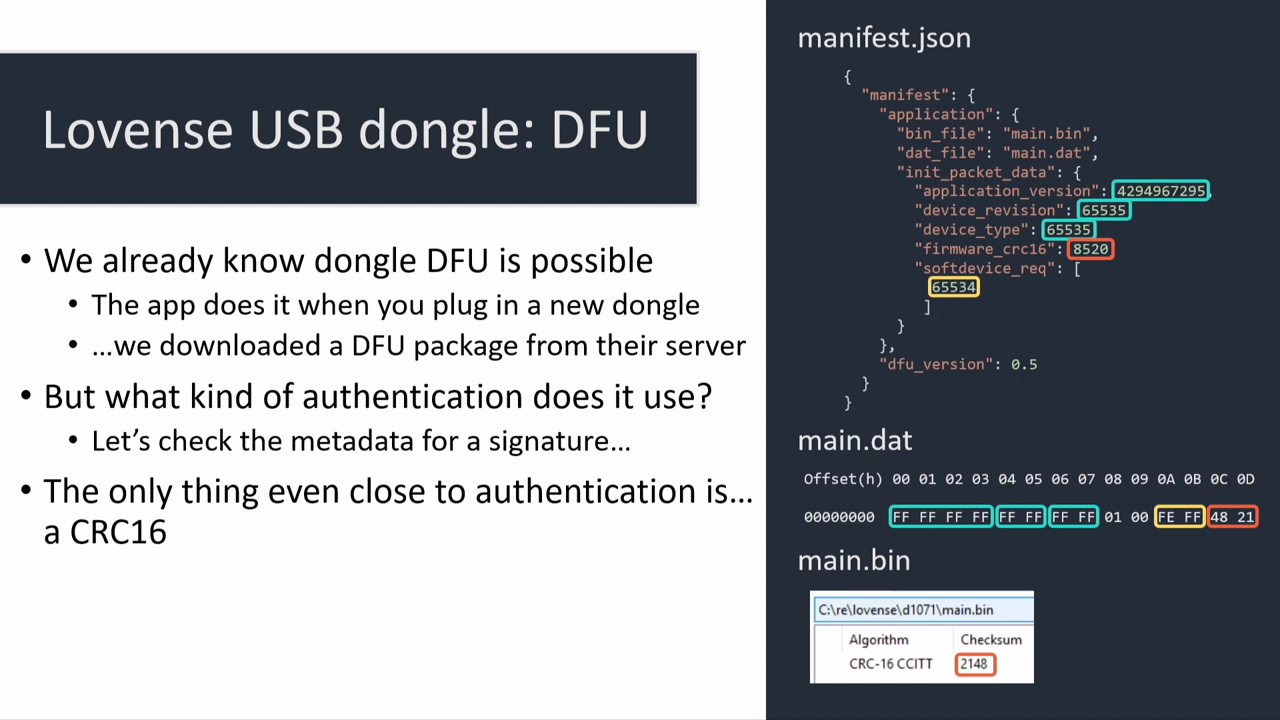 Lovense USB dongle: DFU
• We already know dongle DFU is possible
• The app does it when you plug in a new dongle
• …we downloaded a DFU package from their server
• But what kind of authentication does it use?
• Let's check the metadata for a signature…
• The only thing even close to authentication is…
a CRC16
manifest.json
{
"manifest": {
"application": {
"bin_file": "main.bin",
"dat_file": "main.dat",
"init_packet_data": {
"application_version": 4294967295,
"device_revision": 65535,
"device_type": 65535,
"firmware_crc16": 8520,
"softdevice_req": [
65534
]
}
},
"dfu_version": 0.5
}
}
main.dat
Offset(h) 00 01 02 03 04 05 06 07 08 09 0A 0B 0C 0D
00000000 FF FF FF FF FF FF FF FF 01 00 FE FF 48 21
main.bin
C:\re\lovense\d1071\main.bin
Algorithm Checksum
CRC-16 CCITT 2148